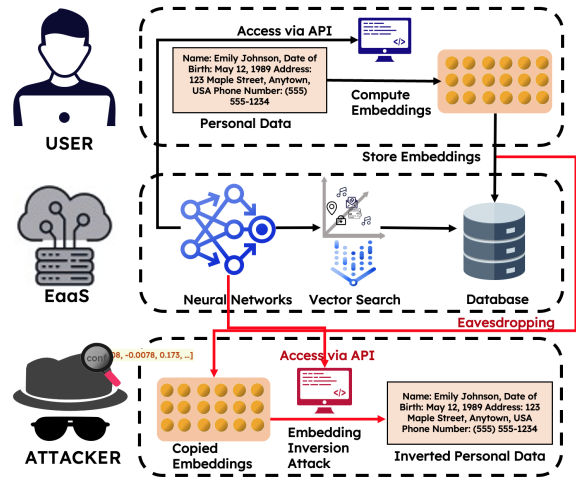 Access via API
</>
Name: Emily Johnson, Date of
Birth: May 12, 1989 Address:
123 Maple Street, Anytown,
USA Phone Number: (555)
555-1234
Compute
Embeddings
Personal Data
USER
Store Embeddings
EaaS
Neural Networks
Vector Search
Database
Eavesdropping
conf
08, -0.0078, 0.173, ...]
Access via API
</>
Name: Emily Johnson, Date of
Birth: May 12, 1989 Address: 123
Maple Street, Anytown, USA
Phone Number: (555) 555-1234
Copied
Embeddings
Embedding
Inversion
Attack
Inverted Personal Data
ATTACKER